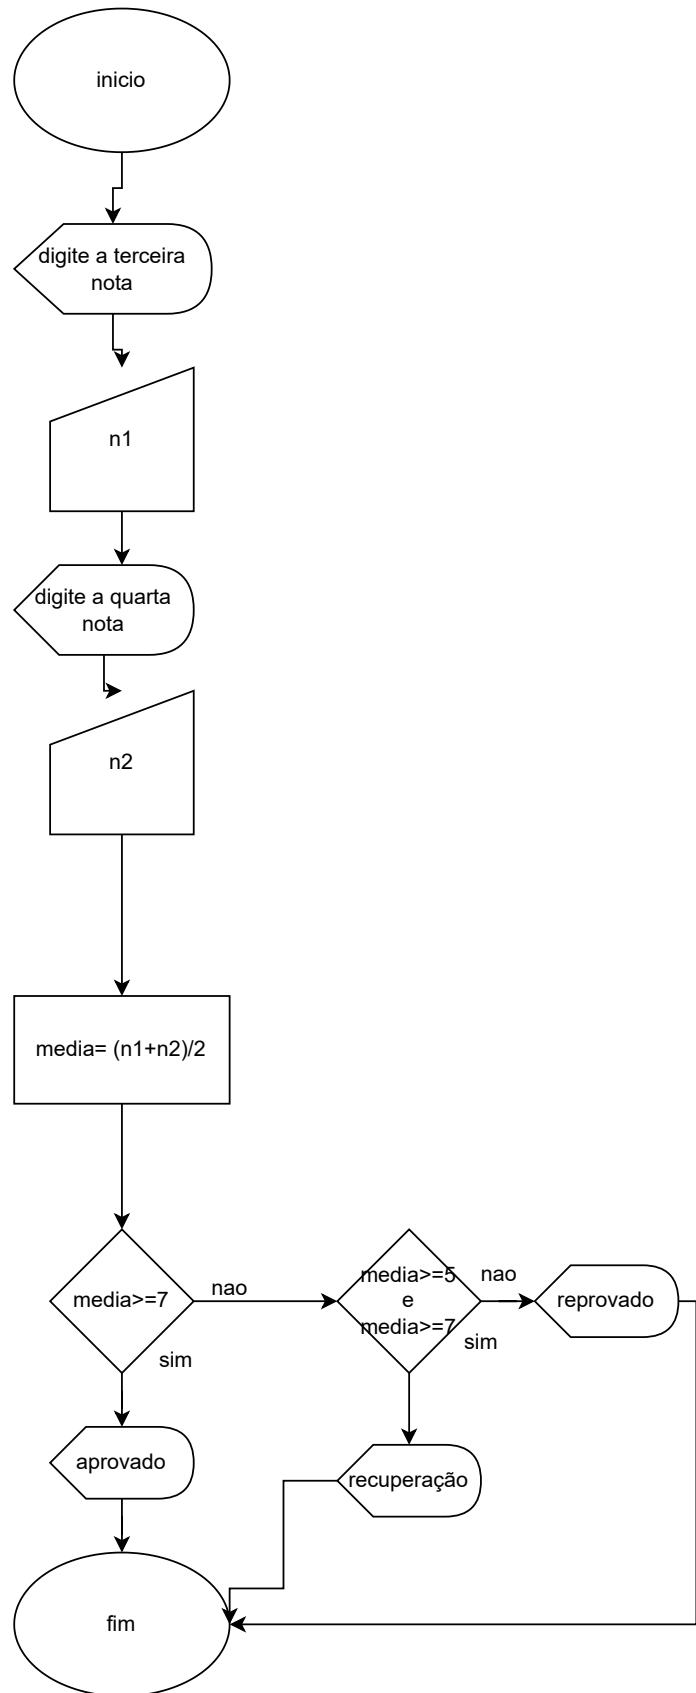 inicio
digite a terceira
nota
n1
digite a quarta
nota
n2
media= (n1+n2)/2
media>=7
nao
sim
media>=5
e
media>=7
nao
sim
reprovado
aprovado
recuperação
fim